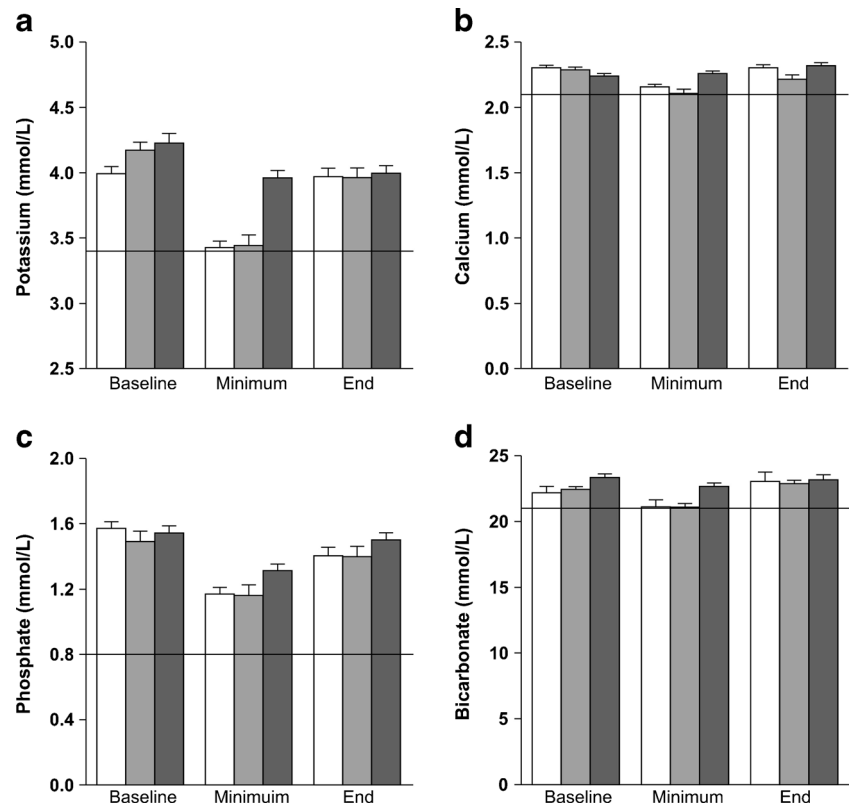 a
Potassium (mmol/L)
5.0
4.5
4.0
3.5
3.0
2.5
Baseline Minimum End
b
Calcium (mmol/L)
2.5
2.0
1.5
1.0
0.5
0.0
Baseline Minimum End
c
Phosphate (mmol/L)
2.0
1.6
1.2
0.8
0.4
0.0
Baseline Minimuim End
d
Bicarbonate (mmol/L)
25
20
15
10
5
0
Baseline Minimum End